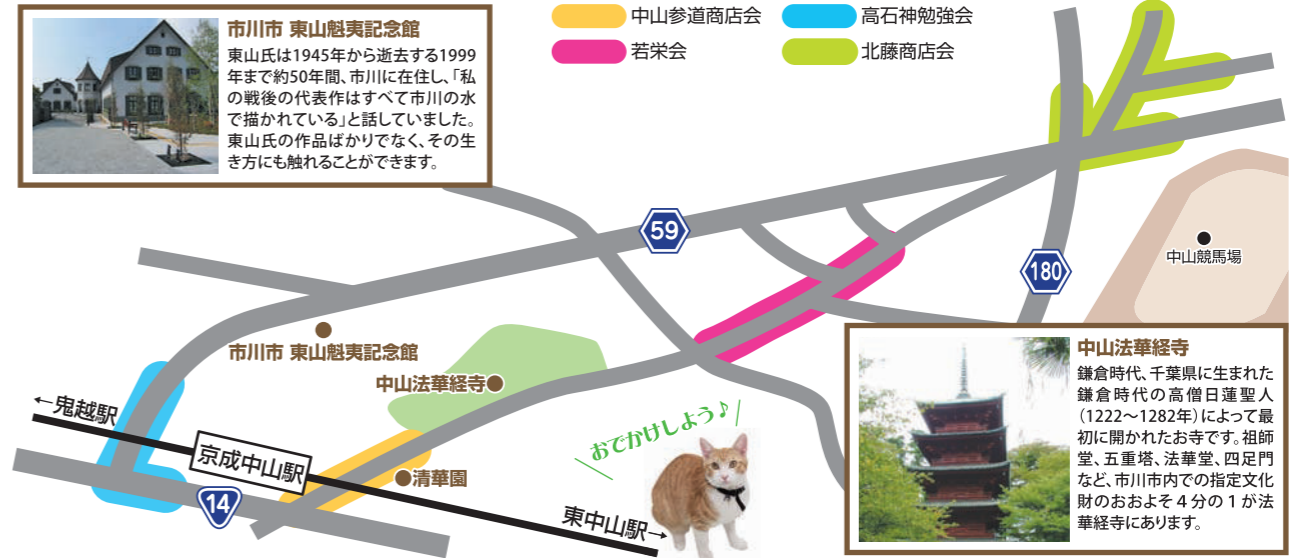 市川市 東山魁夷記念館
東山氏は1945年から逝去する1999
年まで約50年間、市川に在住し、「私
の戦後の代表作はすべて市川の水
で描かれている」と話していました。
東山氏の作品ばかりでなく、その生
き方にも触れることができます。
中山参道商店会
高石神勉強会
若栄会
北藤商店会
59
180
中山競馬場
市川市 東山魁夷記念館
中山法華経寺
←鬼越駅
京成中山駅
清華園
14
おでかけしよう♪
東中山駅→
中山法華経寺
鎌倉時代、千葉県に生まれた
鎌倉時代の高僧日蓮聖人
(1222〜1282年)によって最
初に開かれたお寺です。祖師
堂、五重塔、法華堂、四足門
など、市川市内での指定文化
財のおおよそ4分の1が法
華経寺にあります。